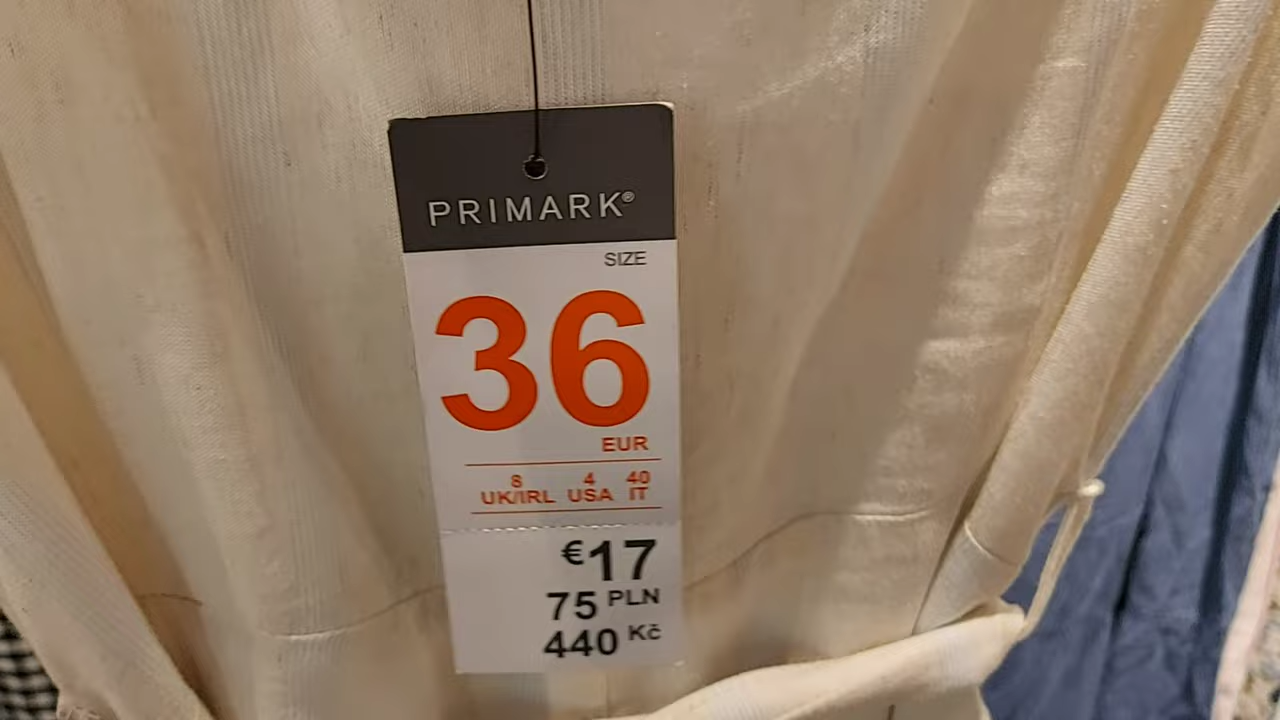 PRIMARK®
SIZE
36
EUR
8 4 40
UK/IRL USA IT
€17
75 PLN
440 Kč